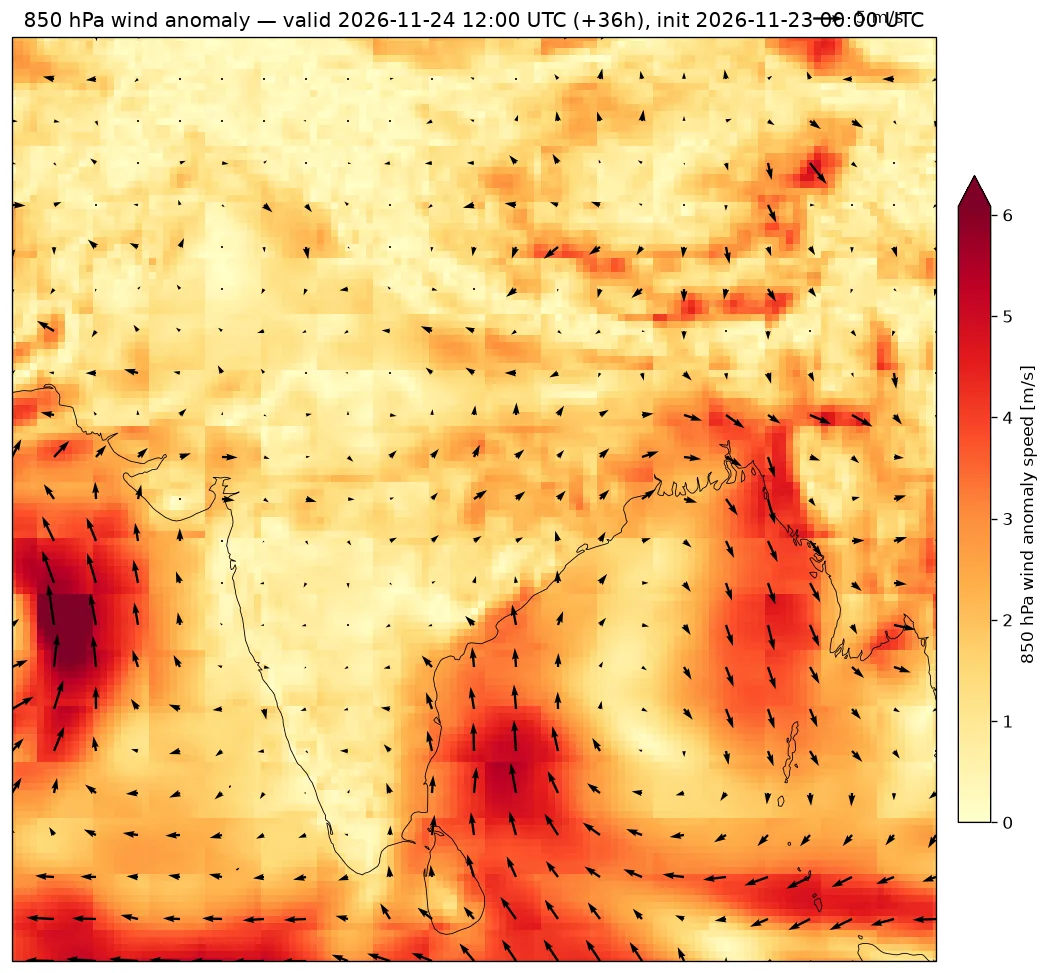 850 hPa wind anomaly — valid 2026-11-24 12:00 UTC (+36h), init 2026-11-23 00:00 UTC
5 m/s
6
5
4
3
2
1
0
850 hPa wind anomaly speed [m/s]